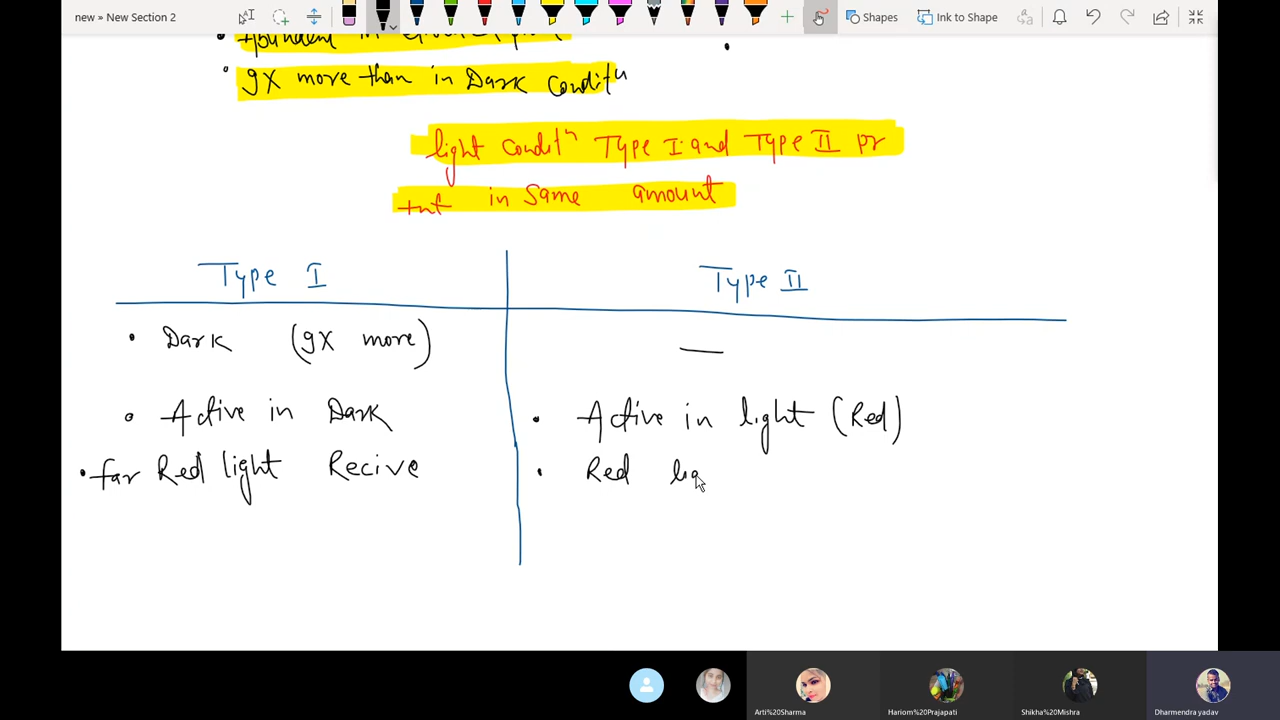 new » New Section 2
Shapes
Ink to Shape
• Abundent in
• 9X more than in Dark Conditⁿ
light conditⁿ Type I and Type II pr
tnt in same amount
Type I
Type II
• Dark (9X more)
—
• Active in Dark
• Active in light (Red)
• far Red light Recive
• Red lig
Arti%20Sharma
Hariom%20Prajapati
Shikha%20Mishra
Dharmendra yadav